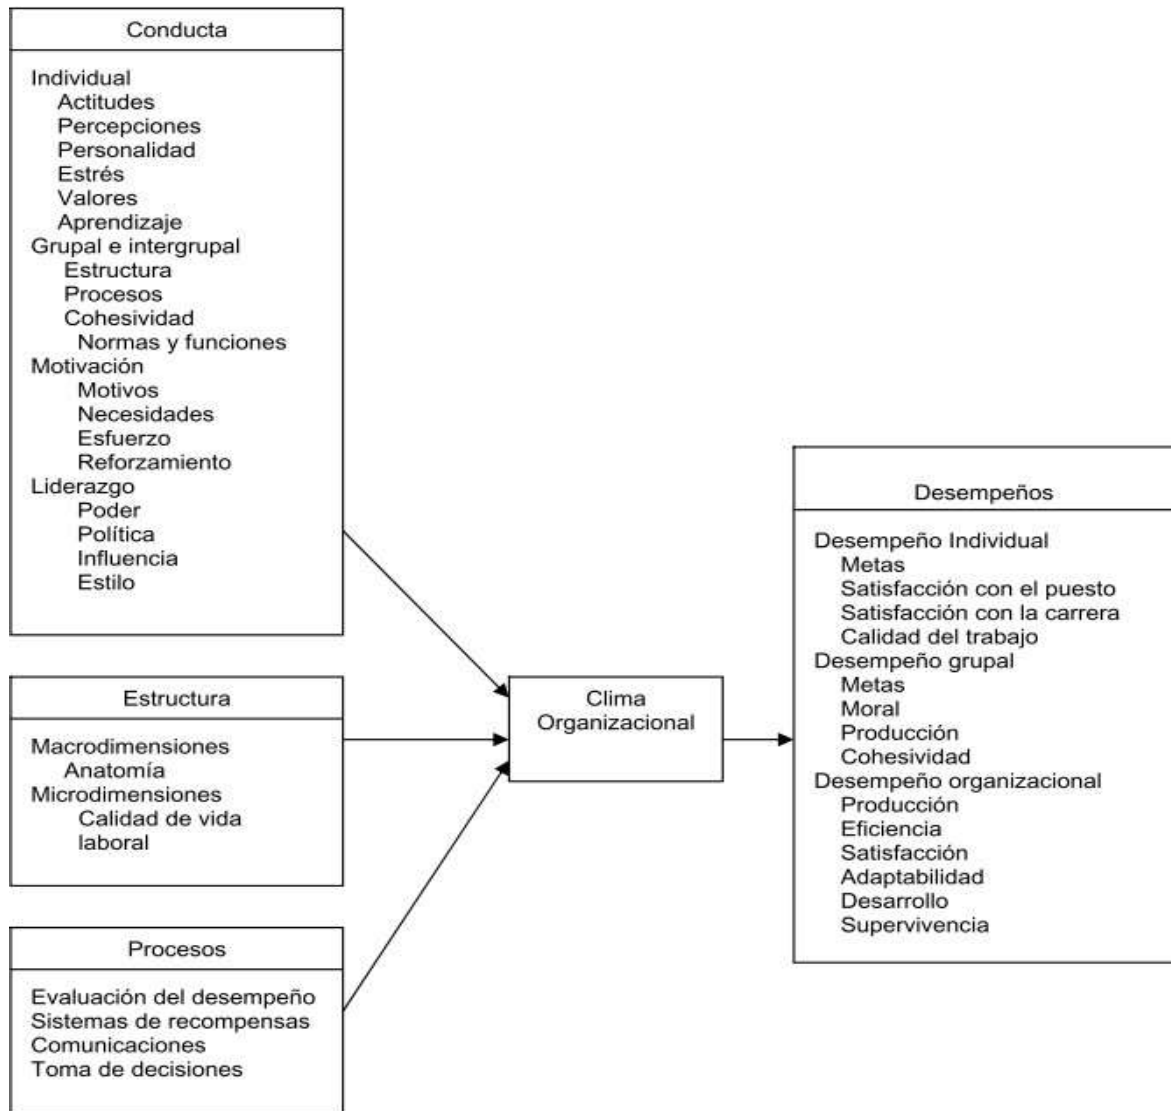 Conducta
Individual
Actitudes
Percepciones
Personalidad
Estrés
Valores
Aprendizaje
Grupal e intergrupal
Estructura
Procesos
Cohesividad
Normas y funciones
Motivación
Motivos
Necesidades
Esfuerzo
Reforzamiento
Liderazgo
Poder
Política
Influencia
Estilo
Estructura
Macrodimensiones
Anatomía
Microdimensiones
Calidad de vida
laboral
Procesos
Evaluación del desempeño
Sistemas de recompensas
Comunicaciones
Toma de decisiones
Clima
Organizacional
Desempeños
Desempeño Individual
Metas
Satisfacción con el puesto
Satisfacción con la carrera
Calidad del trabajo
Desempeño grupal
Metas
Moral
Producción
Cohesividad
Desempeño organizacional
Producción
Eficiencia
Satisfacción
Adaptabilidad
Desarrollo
Supervivencia